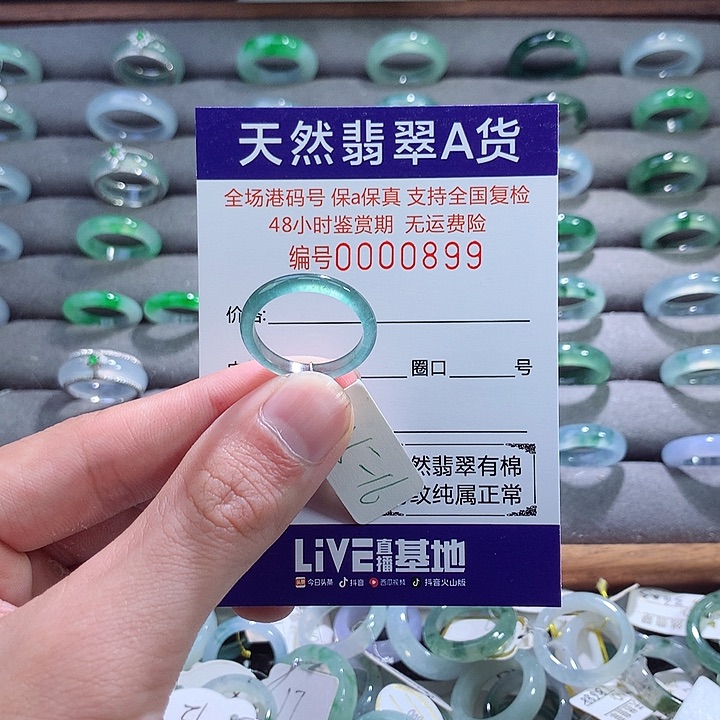 天然翡翠A货
全场港码号 保a保真 支持全国复检
48小时鉴赏期 无运费险
编号0000899
价格:
圈口 号
然翡翠有棉
纹纯属正常
LiVE直播基地
今日头条 抖音 西瓜视频 抖音火山版
17